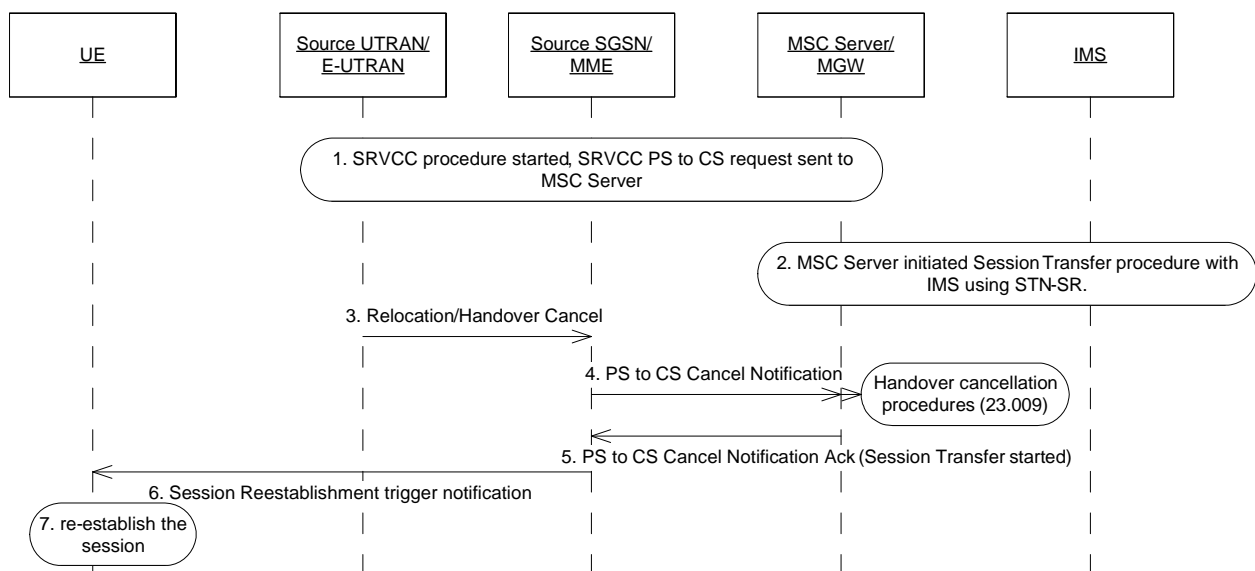 UE
Source UTRAN/
E-UTRAN
Source SGSN/
MME
MSC Server/
MGW
IMS
1. SRVCC procedure started, SRVCC PS to CS request sent to
MSC Server
2. MSC Server initiated Session Transfer procedure with
IMS using STN-SR.
3. Relocation/Handover Cancel
4. PS to CS Cancel Notification
Handover cancellation
procedures (23.009)
5. PS to CS Cancel Notification Ack (Session Transfer started)
6. Session Reestablishment trigger notification
7. re-establish the
session